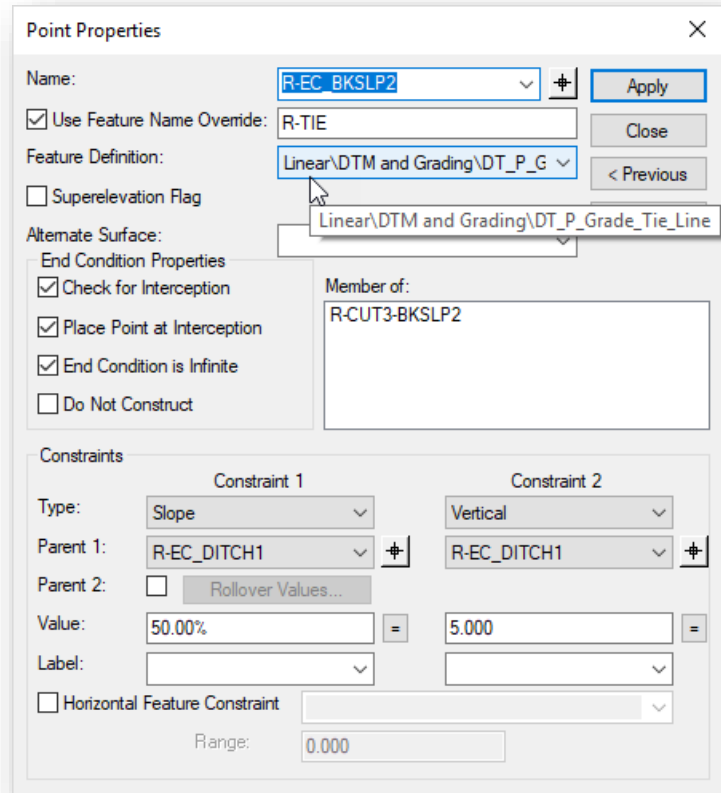 Point Properties
Name: R-EC_BKSLP2 Apply
Use Feature Name Override: R-TIE Close
Feature Definition: Linear\DTM and Grading\DT_P_G < Previous
Superelevation Flag
Linear\DTM and Grading\DT_P_Grade_Tie_Line
Alternate Surface:
End Condition Properties
Check for Interception Member of:
R-CUT3-BKSLP2
Place Point at Interception
End Condition is Infinite
Do Not Construct
Constraints
Constraint 1 Constraint 2
Type: Slope Vertical
Parent 1: R-EC_DITCH1 R-EC_DITCH1
Parent 2: Rollover Values...
Value: 50.00% = 5.000 =
Label:
Horizontal Feature Constraint
Range: 0.000